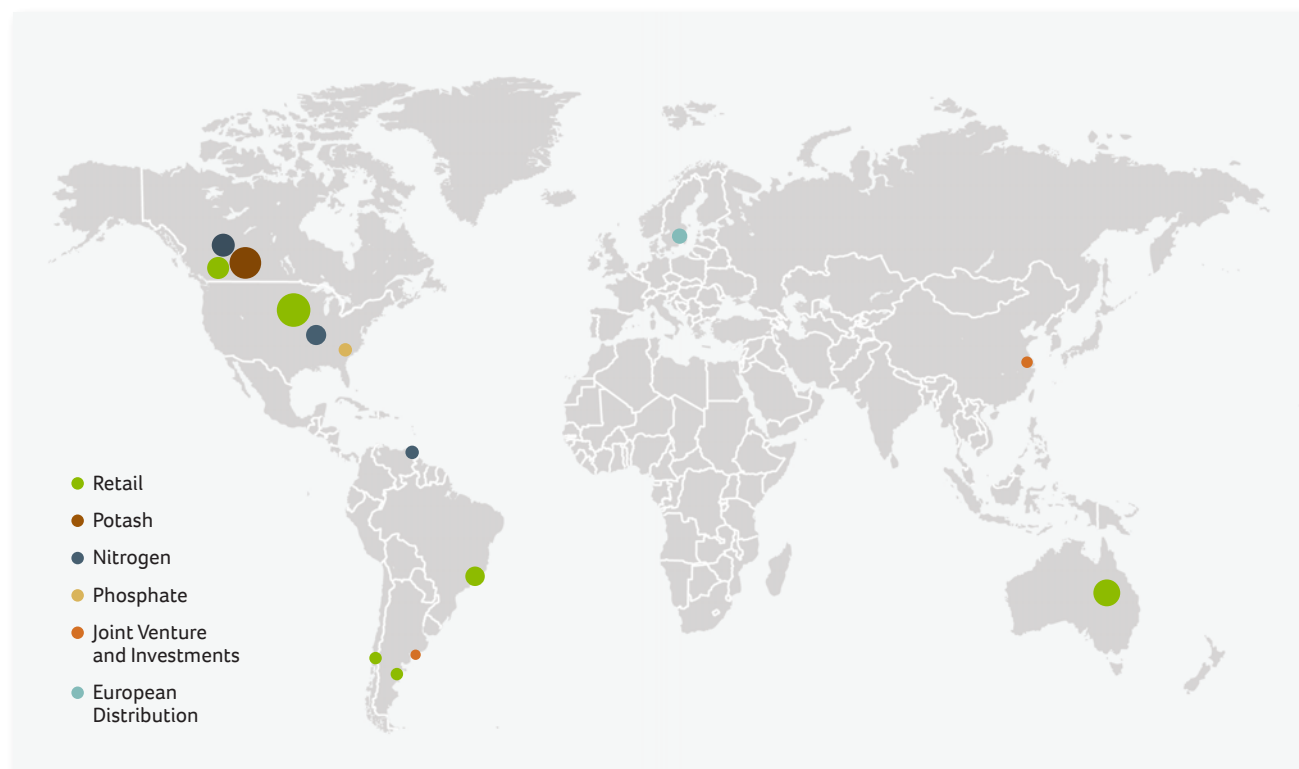 Retail
Potash
Nitrogen
Phosphate
Joint Venture
and Investments
European
Distribution